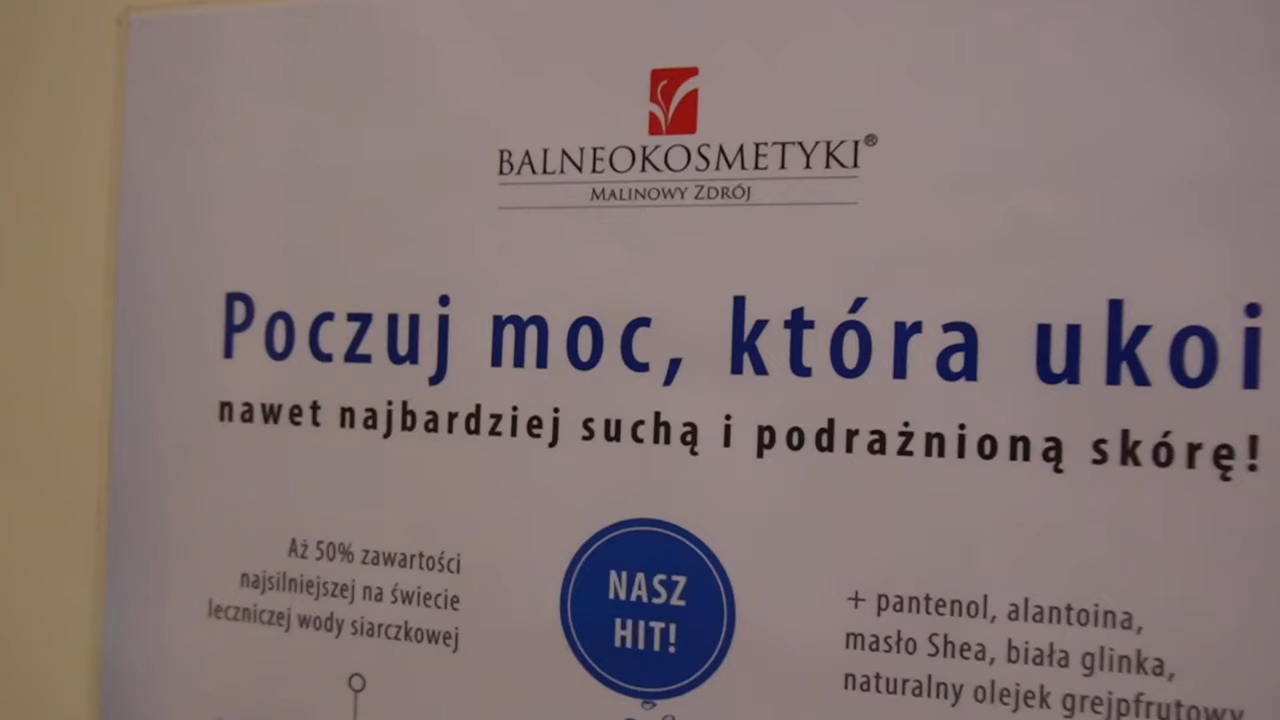 BALNEOKOSMETYKI®
MALINOWY ZDRÓJ
Poczuj moc, która ukoi
nawet najbardziej suchą i podrażnioną skórę!
Aż 50% zawartości
najsilniejszej na świecie
leczniczej wody siarczkowej
NASZ
HIT!
+ pantenol, alantoina,
masło Shea, biała glinka,
naturalny olejek grejpfrutowy